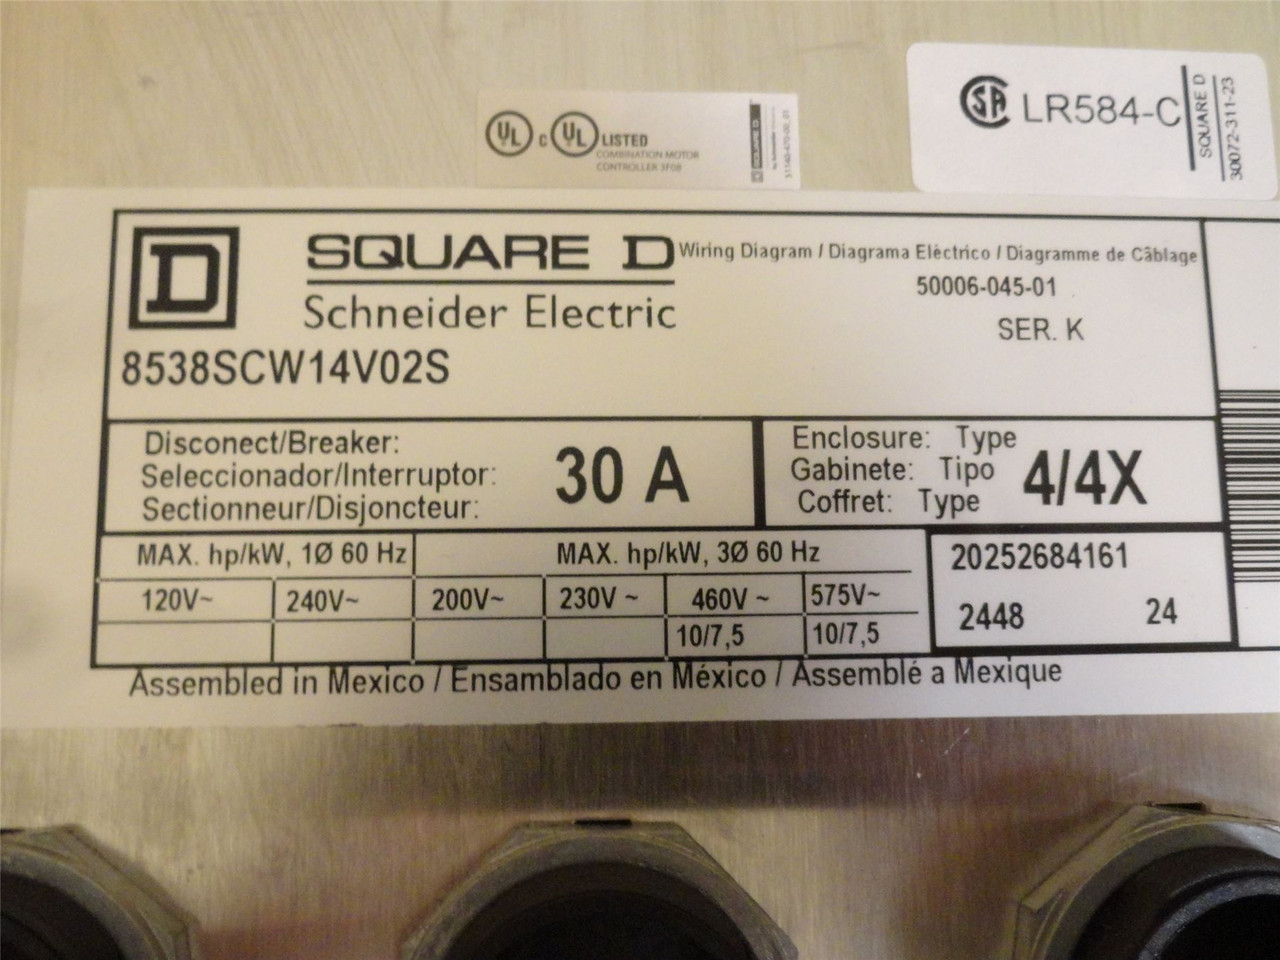 UL c UL LISTED
COMBINATION MOTOR
CONTROLLER 3F08
SQUARE D
CSA LR584-C
SQUARE D
30072-311-23
D SQUARE D
Schneider Electric
Wiring Diagram / Diagrama Eléctrico / Diagramme de Câblage
50006-045-01
SER. K
8538SCW14V02S
Disconect/Breaker:
Seleccionador/Interruptor:
Sectionneur/Disjoncteur:
30 A
Enclosure: Type
Gabinete: Tipo
Coffret: Type
4/4X
MAX. hp/kW, 1Ø 60 Hz
MAX. hp/kW, 3Ø 60 Hz
120V~ 240V~ 200V~ 230V ~ 460V ~ 575V~
10/7,5 10/7,5
20252684161
2448 24
Assembled in Mexico / Ensamblado en México / Assemblé a Mexique